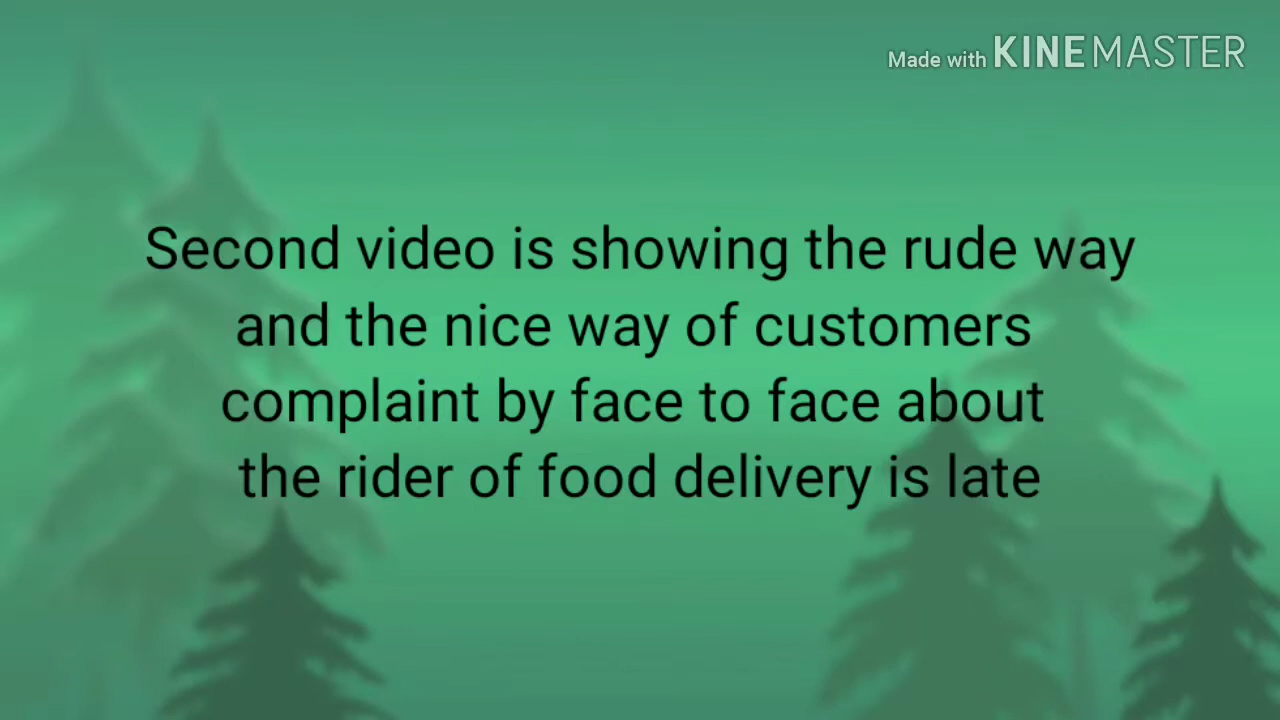 Made with KINEMASTER
Second video is showing the rude way
and the nice way of customers
complaint by face to face about
the rider of food delivery is late